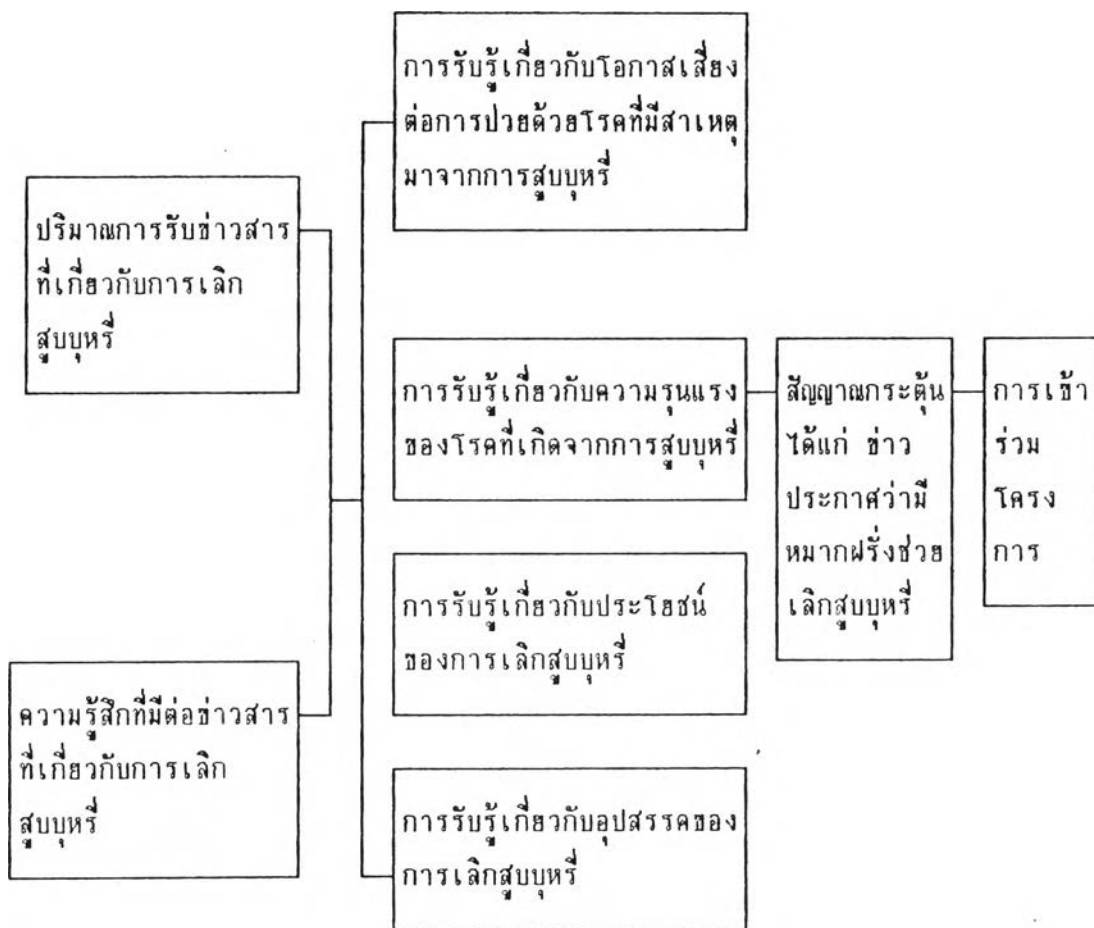 การรับรู้เกี่ยวกับโอกาสเสี่ยง
ต่อการป่วยด้วยโรคที่มีสาเหตุ
มาจากการสูบบุหรี่
ปริมาณการรับข่าวสาร
ที่เกี่ยวกับการเลิก
สูบบุหรี่
การรับรู้เกี่ยวกับความรุนแรง
ของโรคที่เกิดจากการสูบบุหรี่
สัญญาณกระตุ้น
ได้แก่ ข่าว
ประกาศว่ามี
หมากฝรั่งช่วย
เลิกสูบบุหรี่
การเข้า
ร่วม
โครง
การ
การรับรู้เกี่ยวกับประโยชน์
ของการเลิกสูบบุหรี่
ความรู้สึกที่มีต่อข่าวสาร
ที่เกี่ยวกับการเลิก
สูบบุหรี่
การรับรู้เกี่ยวกับอุปสรรคของ
การเลิกสูบบุหรี่